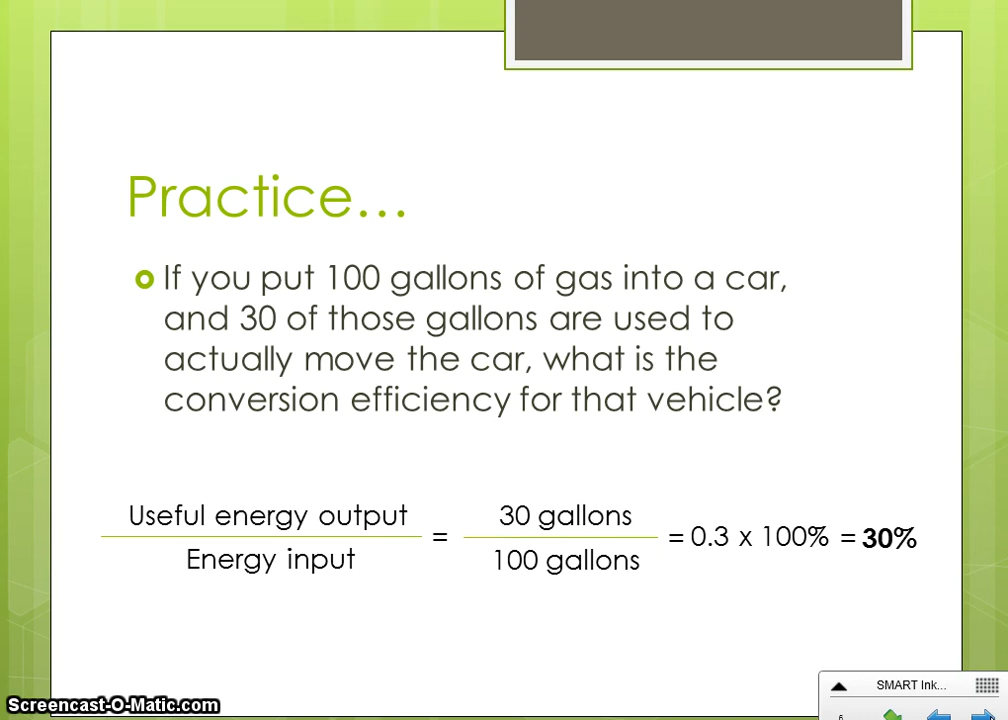 Practice…
If you put 100 gallons of gas into a car,
and 30 of those gallons are used to
actually move the car, what is the
conversion efficiency for that vehicle?
Useful energy output
Energy input
=
30 gallons
100 gallons
= 0.3 x 100% = 30%
Screencast-O-Matic.com
SMART Ink...
6